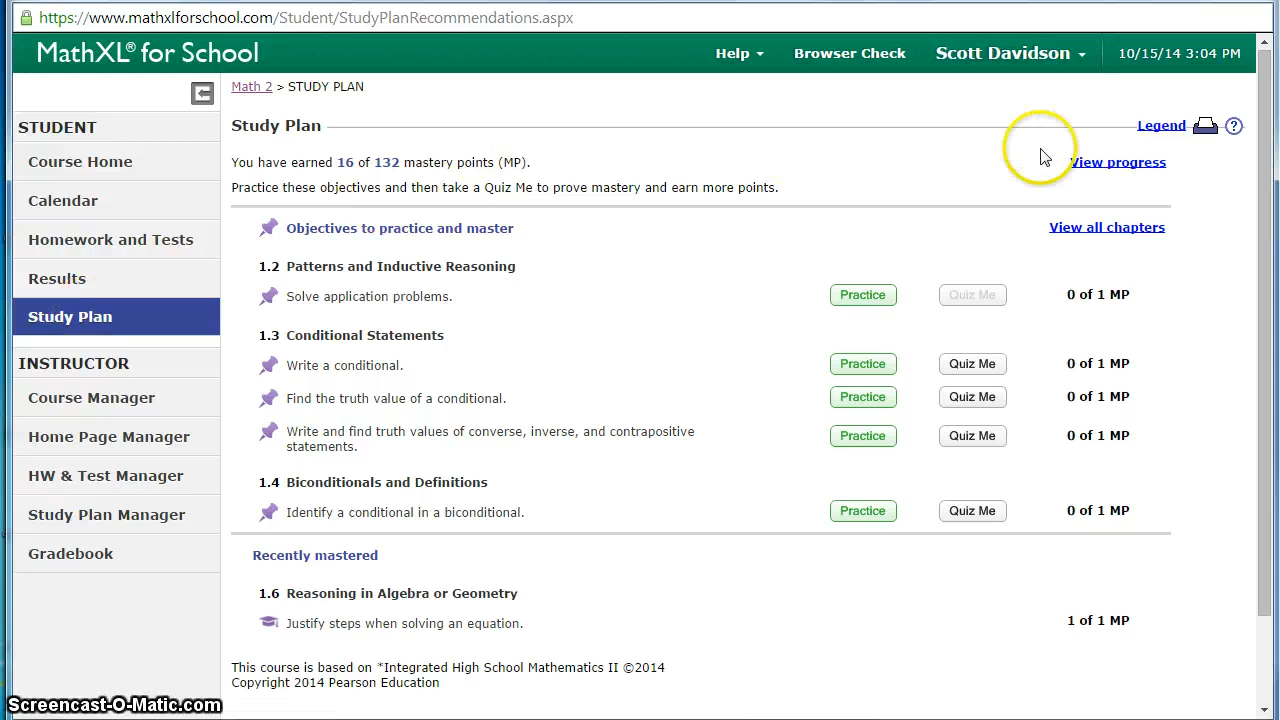 https://www.mathxlforschool.com/Student/StudyPlanRecommendations.aspx
MathXL® for School
Help
Browser Check
Scott Davidson
10/15/14 3:04 PM
Math 2 > STUDY PLAN
STUDENT
Course Home
Calendar
Homework and Tests
Results
Study Plan
INSTRUCTOR
Course Manager
Home Page Manager
HW & Test Manager
Study Plan Manager
Gradebook
Study Plan
Legend
?
You have earned 16 of 132 mastery points (MP).
View progress
Practice these objectives and then take a Quiz Me to prove mastery and earn more points.
Objectives to practice and master
View all chapters
1.2 Patterns and Inductive Reasoning
Solve application problems. Practice Quiz Me 0 of 1 MP
1.3 Conditional Statements
Write a conditional. Practice Quiz Me 0 of 1 MP
Find the truth value of a conditional. Practice Quiz Me 0 of 1 MP
Write and find truth values of converse, inverse, and contrapositive
statements.
Practice Quiz Me 0 of 1 MP
1.4 Biconditionals and Definitions
Identify a conditional in a biconditional. Practice Quiz Me 0 of 1 MP
Recently mastered
1.6 Reasoning in Algebra or Geometry
Justify steps when solving an equation. 1 of 1 MP
This course is based on *Integrated High School Mathematics II ©2014
Copyright 2014 Pearson Education
Screencast-O-Matic.com